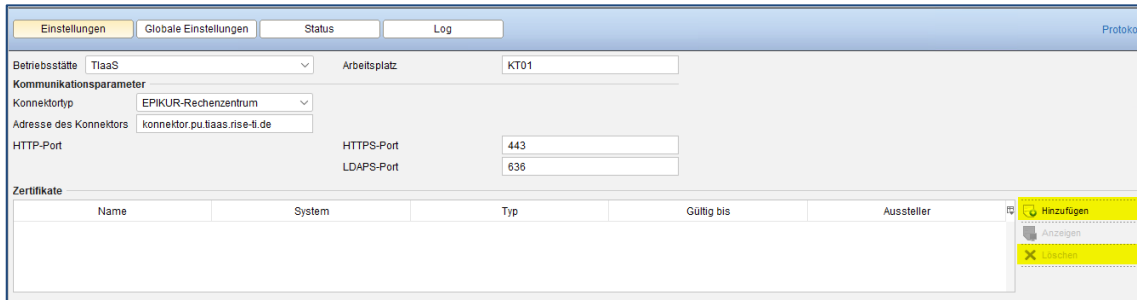 Einstellungen Globale Einstellungen Status Log
Betriebsstätte TIaaS Arbeitsplatz KT01
Kommunikationsparameter
Konnektortyp EPIKUR-Rechenzentrum
Adresse des Konnektors konnektor.pu.tiaas.rise-ti.de
HTTP-Port HTTPS-Port 443
LDAPS-Port 636
Zertifikate
Name System Typ Gültig bis Aussteller Hinzufügen
Anzeigen
Löschen